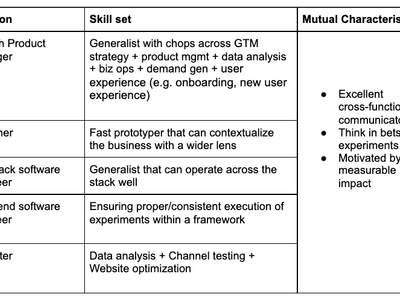 on Skill set Mutual Characteris
h Product Generalist with chops across GTM
ger strategy + product mgmt + data analysis
+ biz ops + demand gen + user
experience (e.g. onboarding, new user
experience)
ner Fast prototyper that can contextualize
the business with a wider lens
ack software Generalist that can operate across the
eer stack well
end software Ensuring proper/consistent execution of
eer experiments within a framework
ter Data analysis + Channel testing +
Website optimization
● Excellent
cross-functio
communicato
● Think in bets
experiments
● Motivated by
measurable
impact